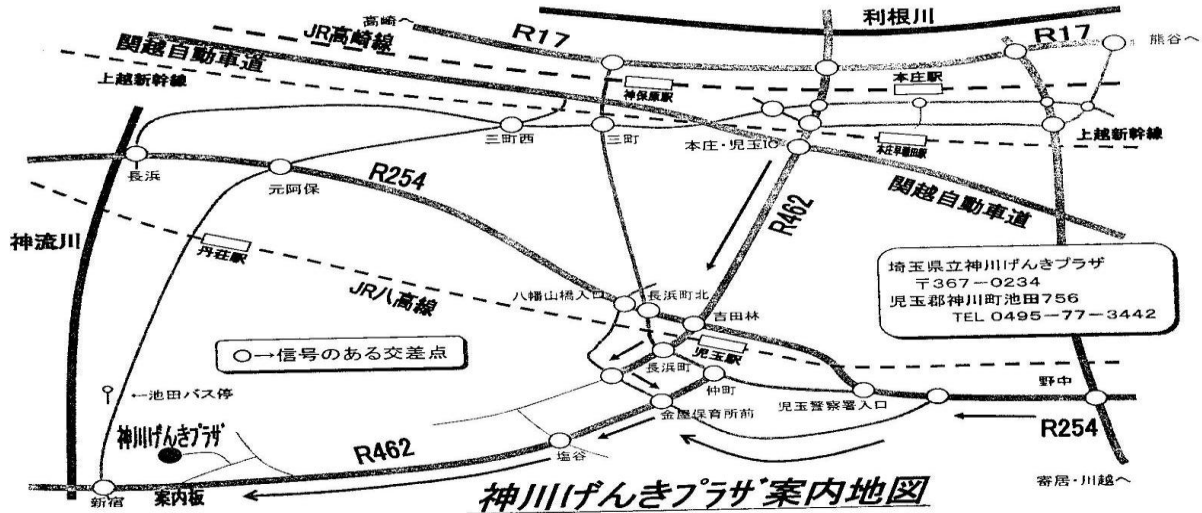 高崎へ
利根川
JR高崎線
R17
R17
熊谷へ
関越自動車道
上越新幹線
神保原駅
本庄駅
三町西
三町
本庄・児玉IC
本庄早稲田駅
上越新幹線
長浜
元阿保
R254
R462
関越自動車道
神流川
丹荘駅
JR八高線
八幡山橋入口
長浜町北
吉田林
埼玉県立神川げんきプラザ
〒367-0234
児玉郡神川町池田756
TEL 0495-77-3442
○→信号のある交差点
児玉駅
長浜町
仲町
野中
←池田バス停
金屋保育所前
児玉警察署入口
R254
神川げんきプラザ
R462
塩谷
新宿
案内板
神川げんきプラザ案内地図
寄居・川越へ